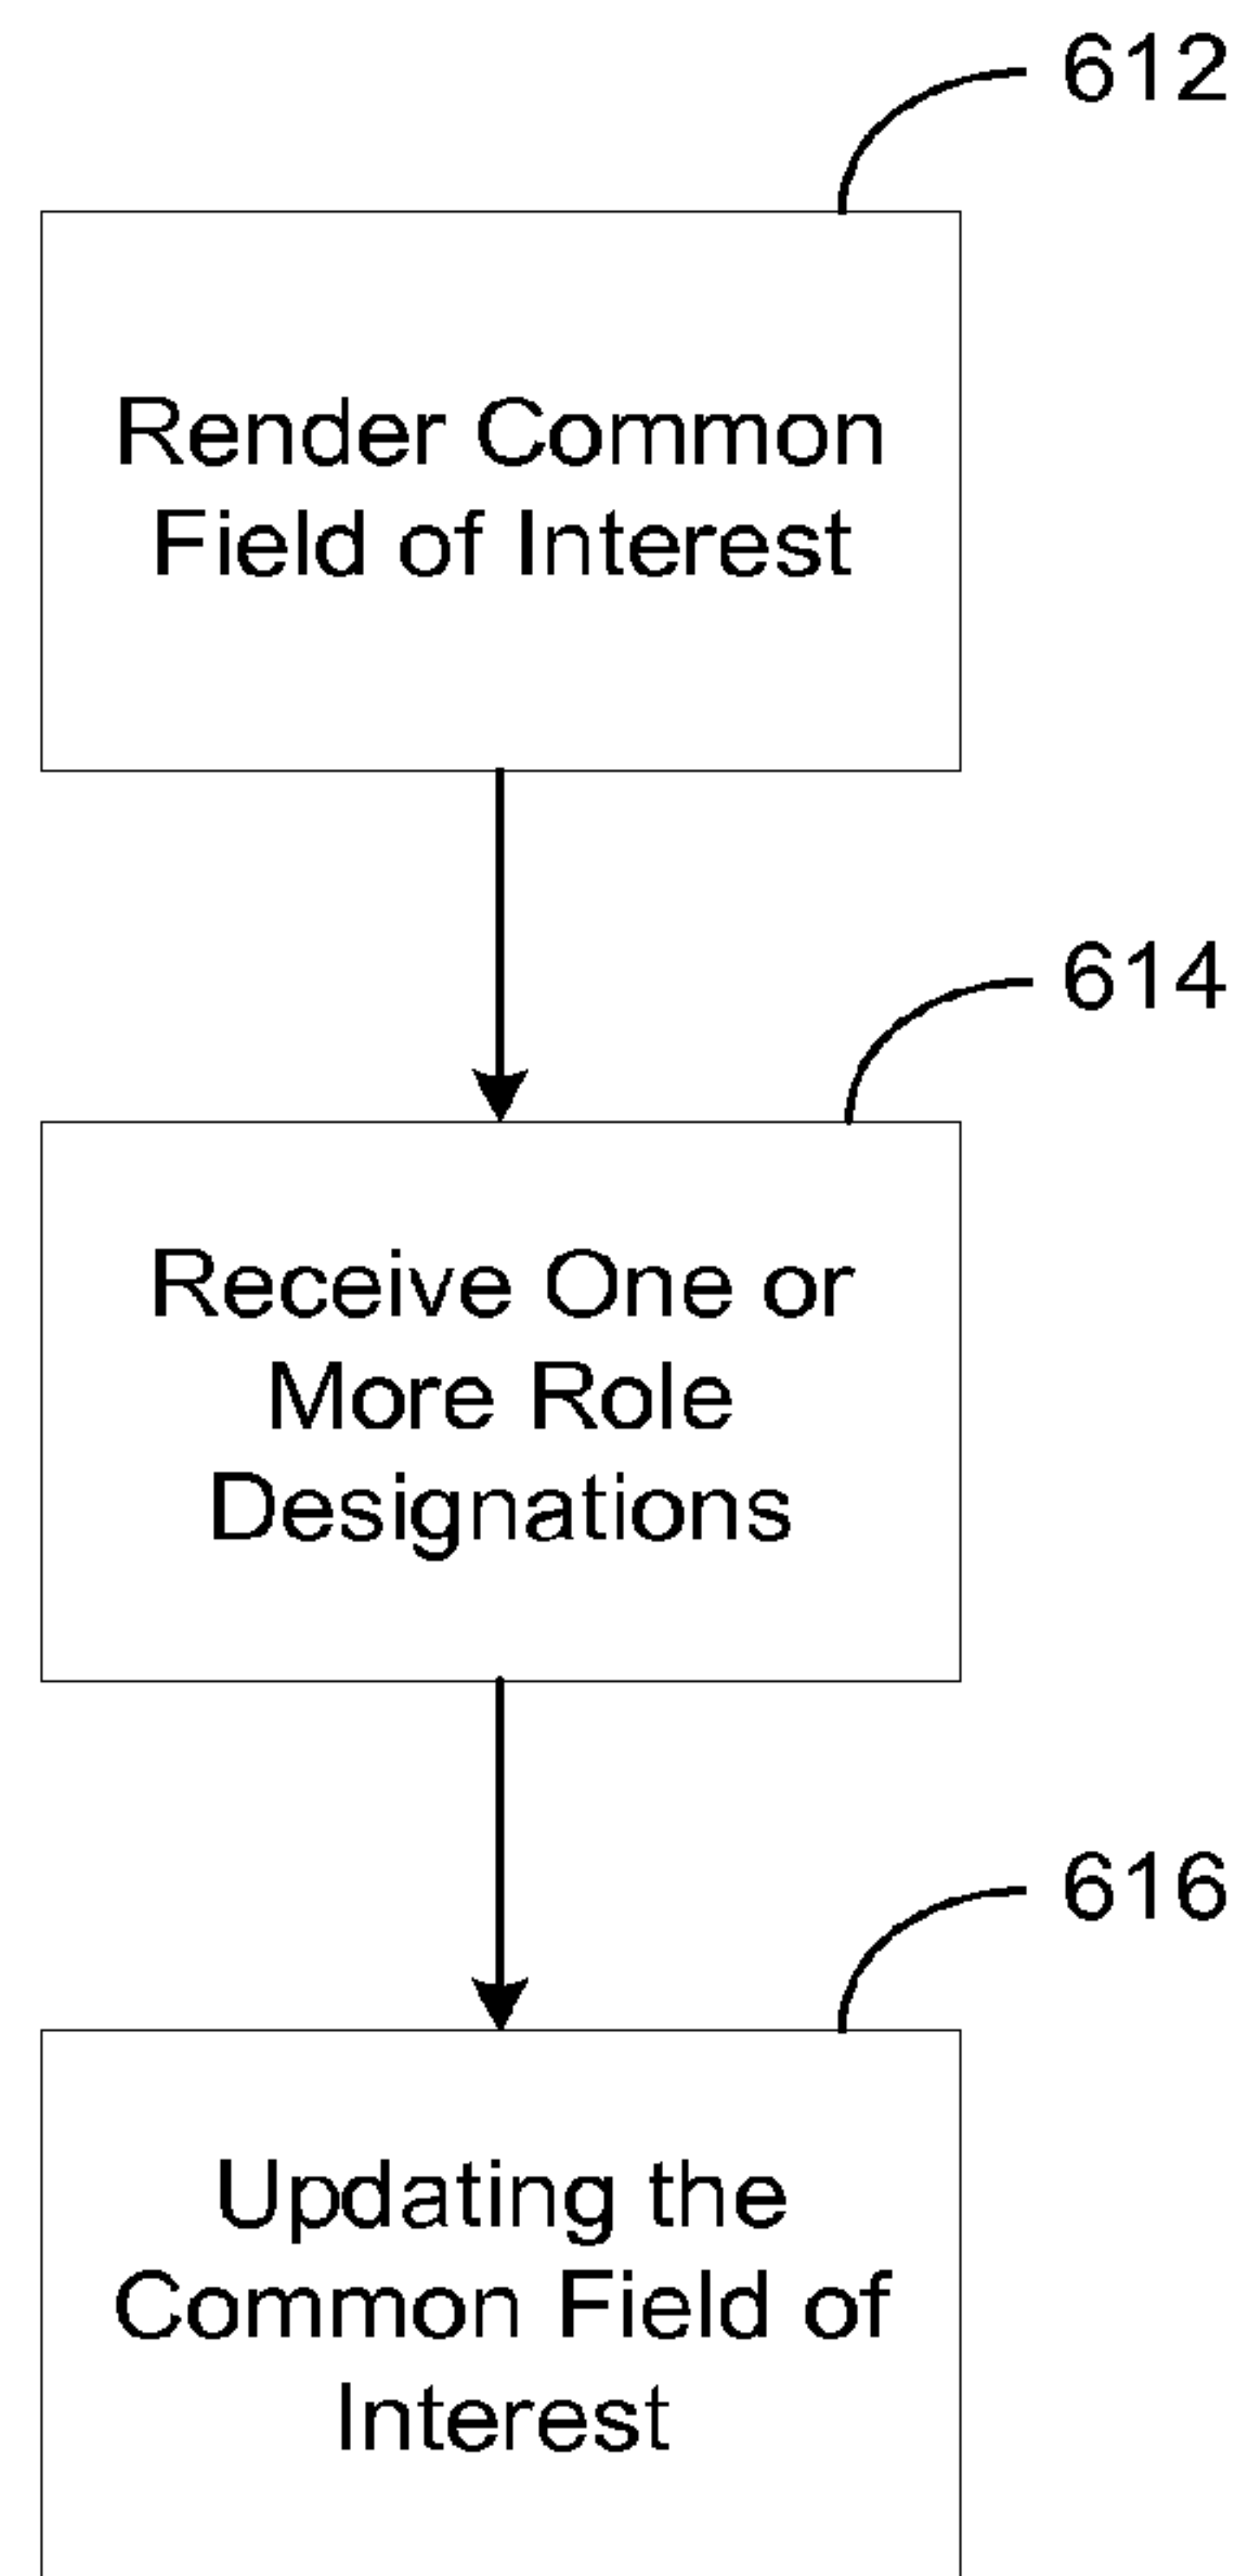 612
Render Common
Field of Interest
614
Receive One or
More Role
Designations
616
Updating the
Common Field of
Interest